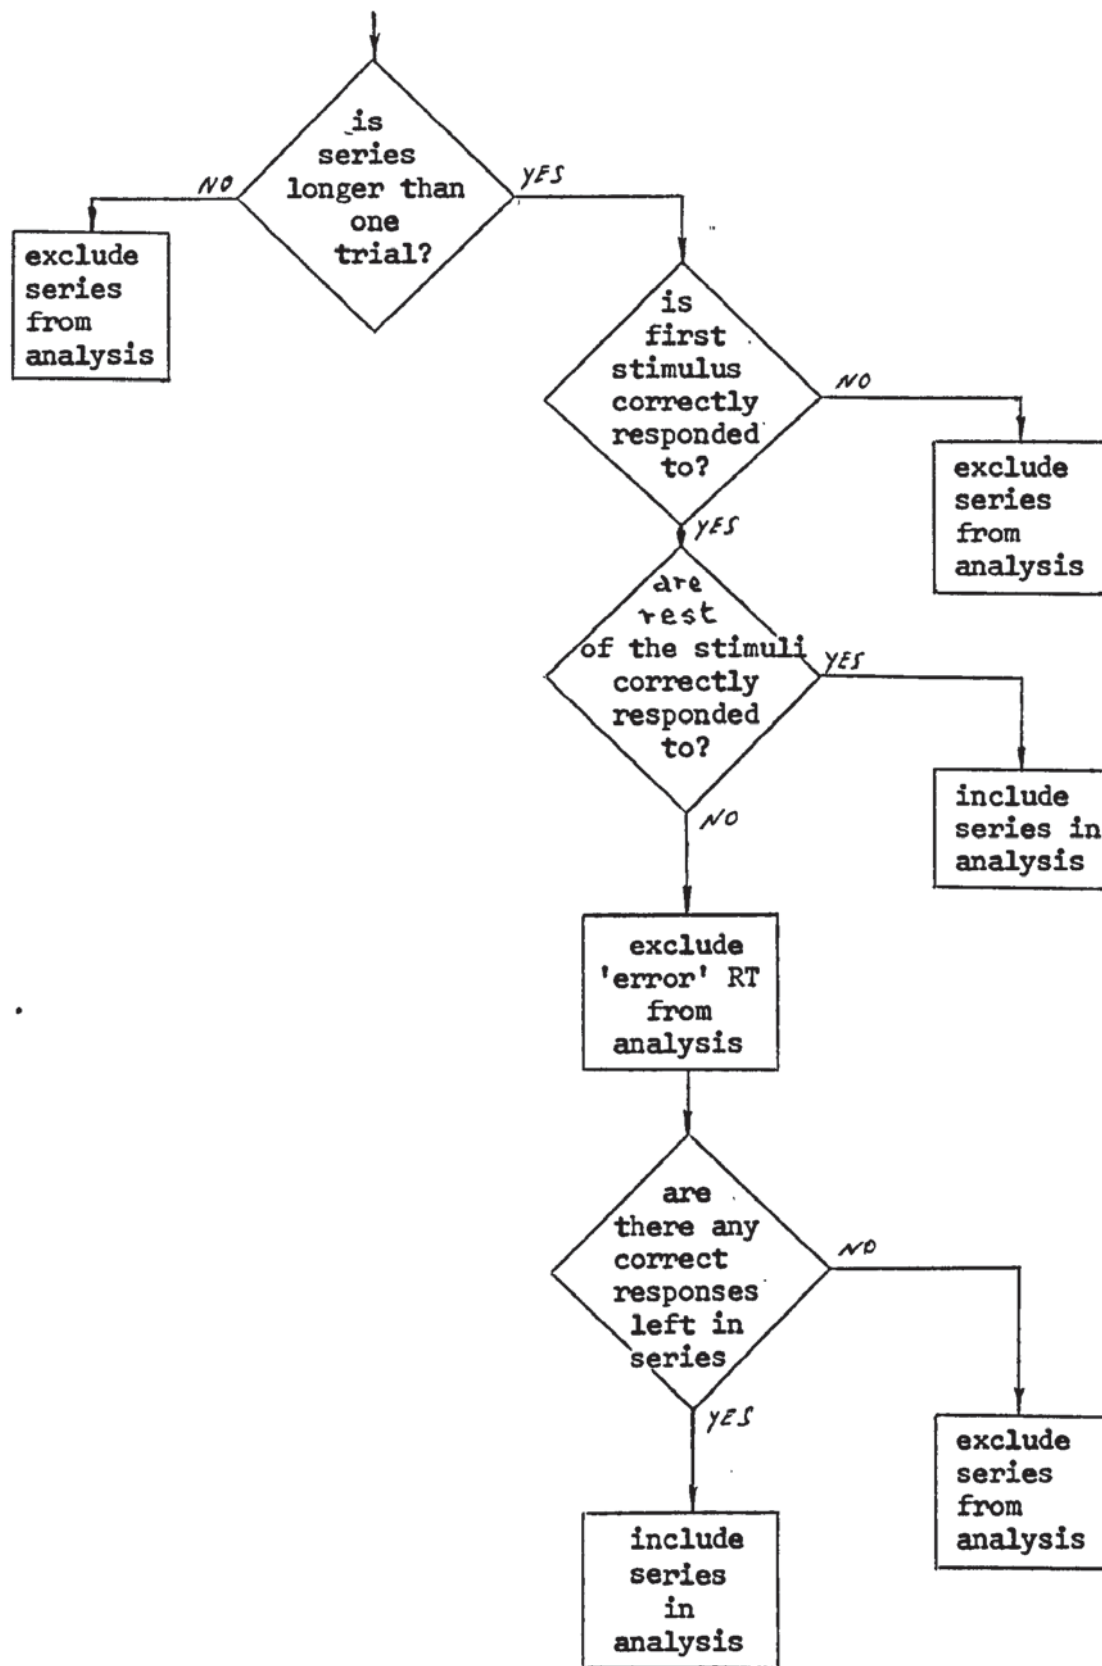 is
series
longer than
one
trial?
NO
YES
exclude
series
from
analysis
is
first
stimulus
correctly
responded
to?
NO
exclude
series
from
analysis
YES
are
rest
of the stimuli
correctly
responded
to?
YES
include
series in
analysis
NO
exclude
'error' RT
from
analysis
are
there any
correct
responses
left in
series
NO
exclude
series
from
analysis
YES
include
series
in
analysis